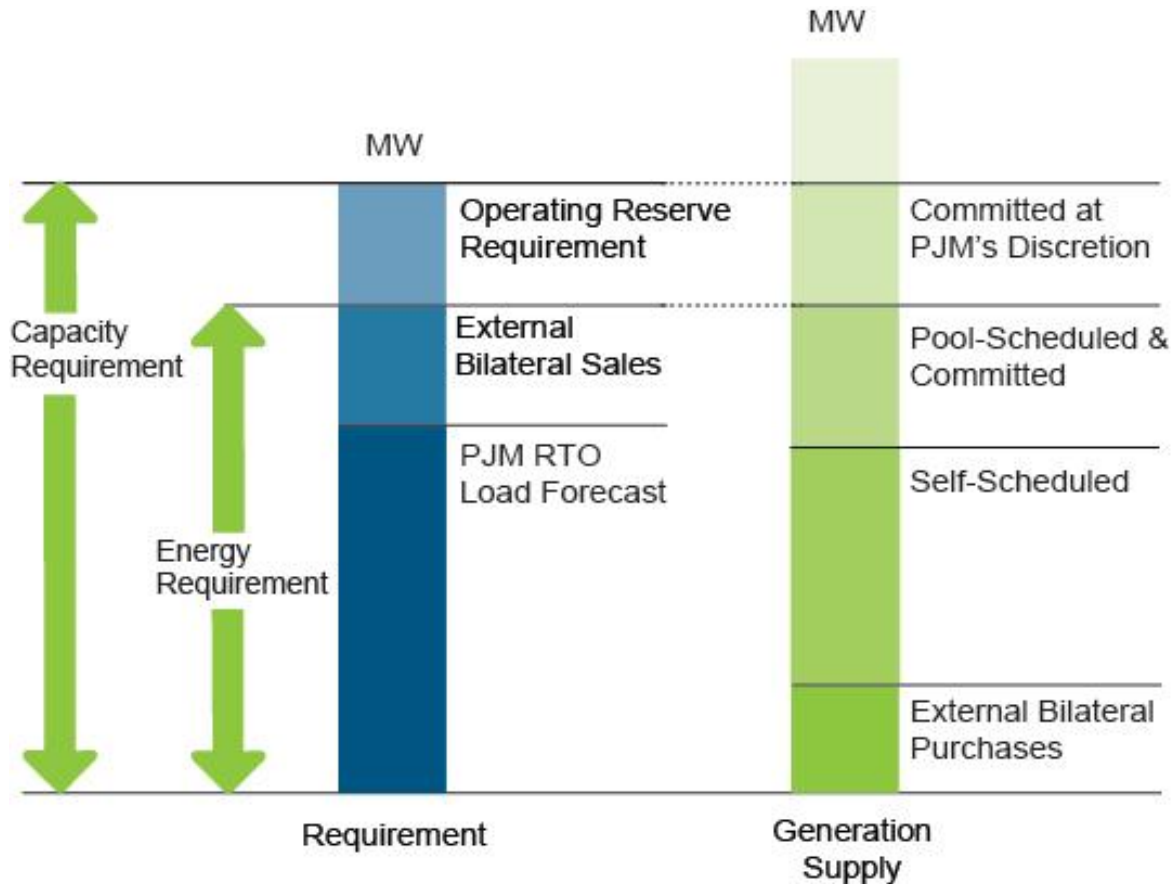 MW
MW
Operating Reserve
Requirement
Committed at
PJM's Discretion
Capacity
Requirement
External
Bilateral Sales
Pool-Scheduled &
Committed
PJM RTO
Load Forecast
Self-Scheduled
Energy
Requirement
External Bilateral
Purchases
Requirement
Generation
Supply